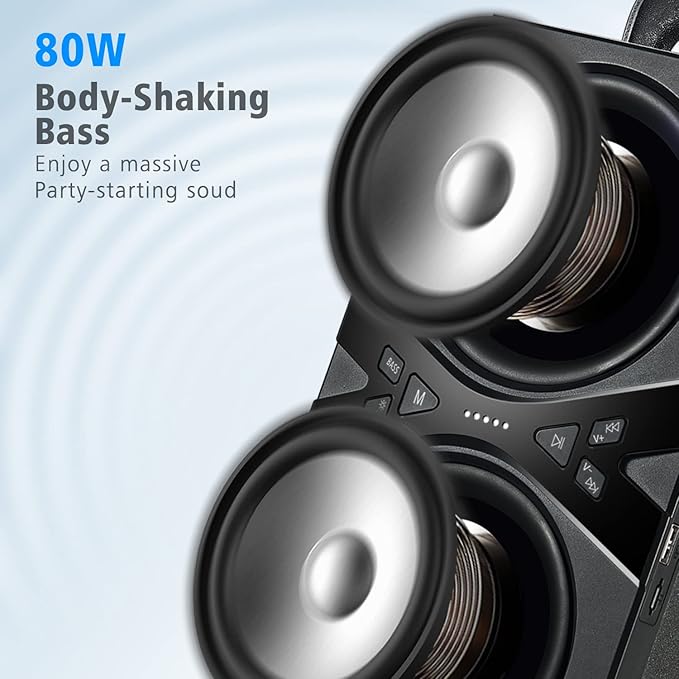 80W
Body-Shaking
Bass
Enjoy a massive
Party-starting soud
BASS
M
V+
V-